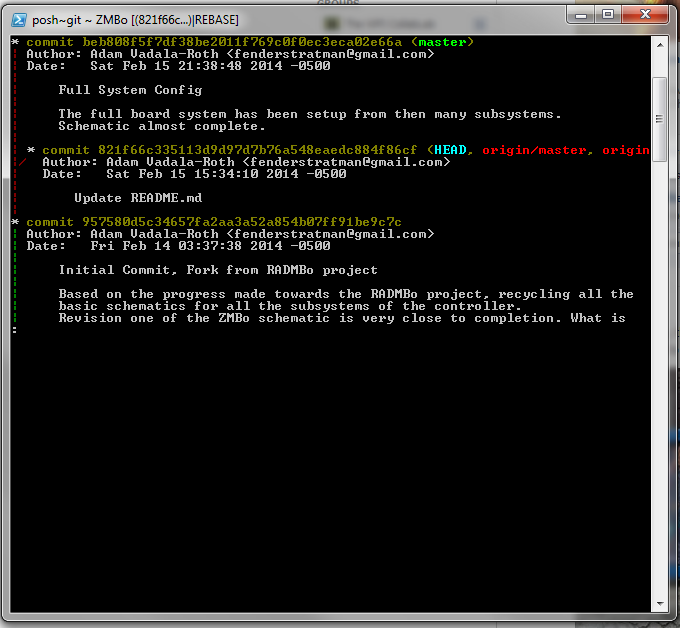 posh~git ~ ZMBo [(821f66c...)|REBASE]
* commit beb808f5f7df38be2011f769c0f0ec3eca02e66a (master)
Author: Adam Vadala-Roth <fenderstratman@gmail.com>
Date: Sat Feb 15 21:38:48 2014 -0500
Full System Config
The full board system has been setup from then many subsystems.
Schematic almost complete.
* commit 821f66c335113d9d97d7b76a548eaedc884f86cf (HEAD, origin/master, origin
Author: Adam Vadala-Roth <fenderstratman@gmail.com>
Date: Sat Feb 15 15:34:10 2014 -0500
Update README.md
* commit 957580d5c34657fa2aa3a52a854b07ff91be9c7c
Author: Adam Vadala-Roth <fenderstratman@gmail.com>
Date: Fri Feb 14 03:37:38 2014 -0500
Initial Commit, Fork from RADMBo project
Based on the progress made towards the RADMBo project, recycling all the
basic schematics for all the subsystems of the controller.
Revision one of the ZMBo schematic is very close to completion. What is
: